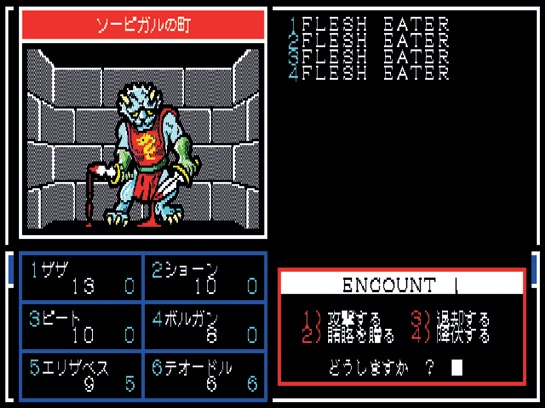 ソーピガルの町
1FLESH EATER
2FLESH EATER
3FLESH EATER
4FLESH EATER
1ザザ
13 0
2ショーン
10 0
3ピート
10 0
4ボルガン
8 0
5エリザベス
9 5
6テオードル
6 6
ENCOUNT !
1) 攻撃する
3) 退却する
2) 賄賂を贈る
4) 降伏する
どうしますか ?